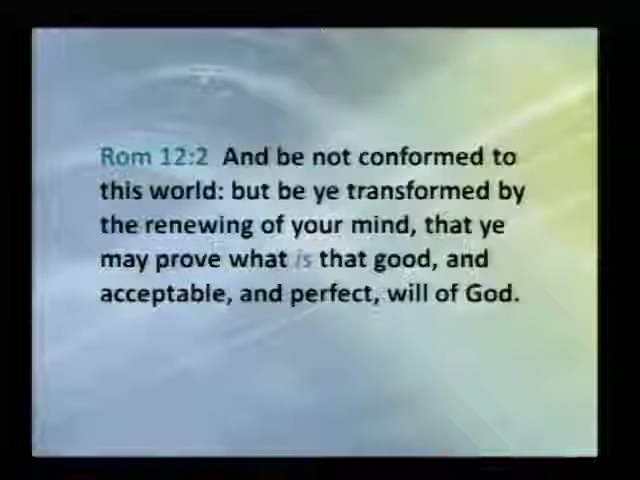 Rom 12:2 And be not conformed to
this world: but be ye transformed by
the renewing of your mind, that ye
may prove what is that good, and
acceptable, and perfect, will of God.